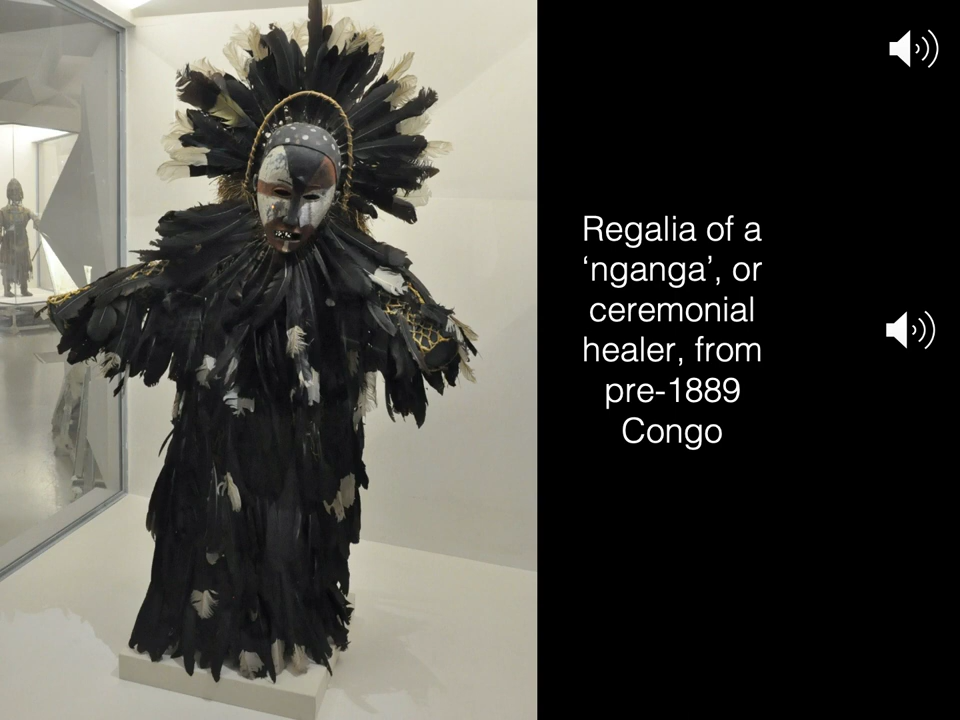 Regalia of a
‘nganga’, or
ceremonial
healer, from
pre-1889
Congo